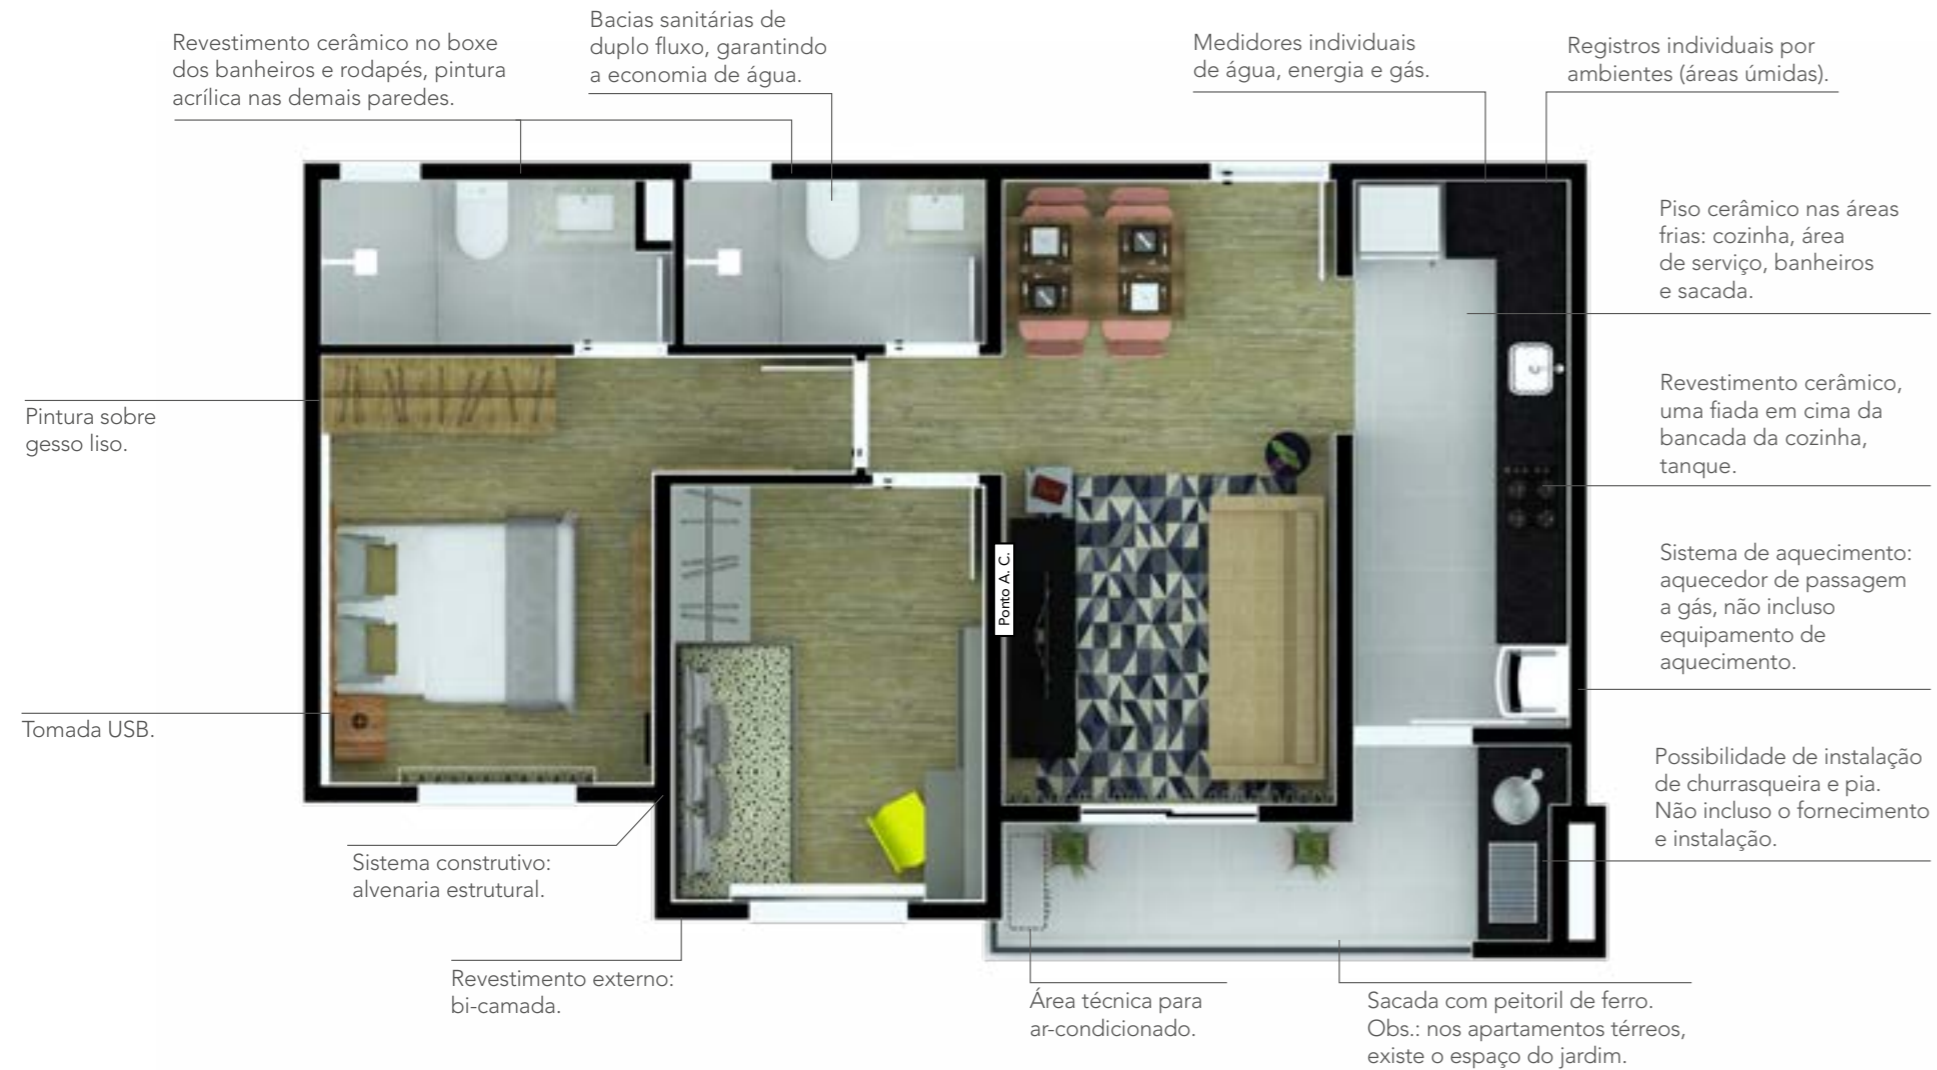 Revestimento cerâmico no boxe
dos banheiros e rodapés, pintura
acrílica nas demais paredes.
Bacias sanitárias de
duplo fluxo, garantindo
a economia de água.
Medidores individuais
de água, energia e gás.
Registros individuais por
ambientes (áreas úmidas).
Piso cerâmico nas áreas
frias: cozinha, área
de serviço, banheiros
e sacada.
Revestimento cerâmico,
uma fiada em cima da
bancada da cozinha,
tanque.
Sistema de aquecimento:
aquecedor de passagem
a gás, não incluso
equipamento de
aquecimento.
Possibilidade de instalação
de churrasqueira e pia.
Não incluso o fornecimento
e instalação.
Pintura sobre
gesso liso.
Tomada USB.
Ponto A. C.
Sistema construtivo:
alvenaria estrutural.
Revestimento externo:
bi-camada.
Área técnica para
ar-condicionado.
Sacada com peitoril de ferro.
Obs.: nos apartamentos térreos,
existe o espaço do jardim.